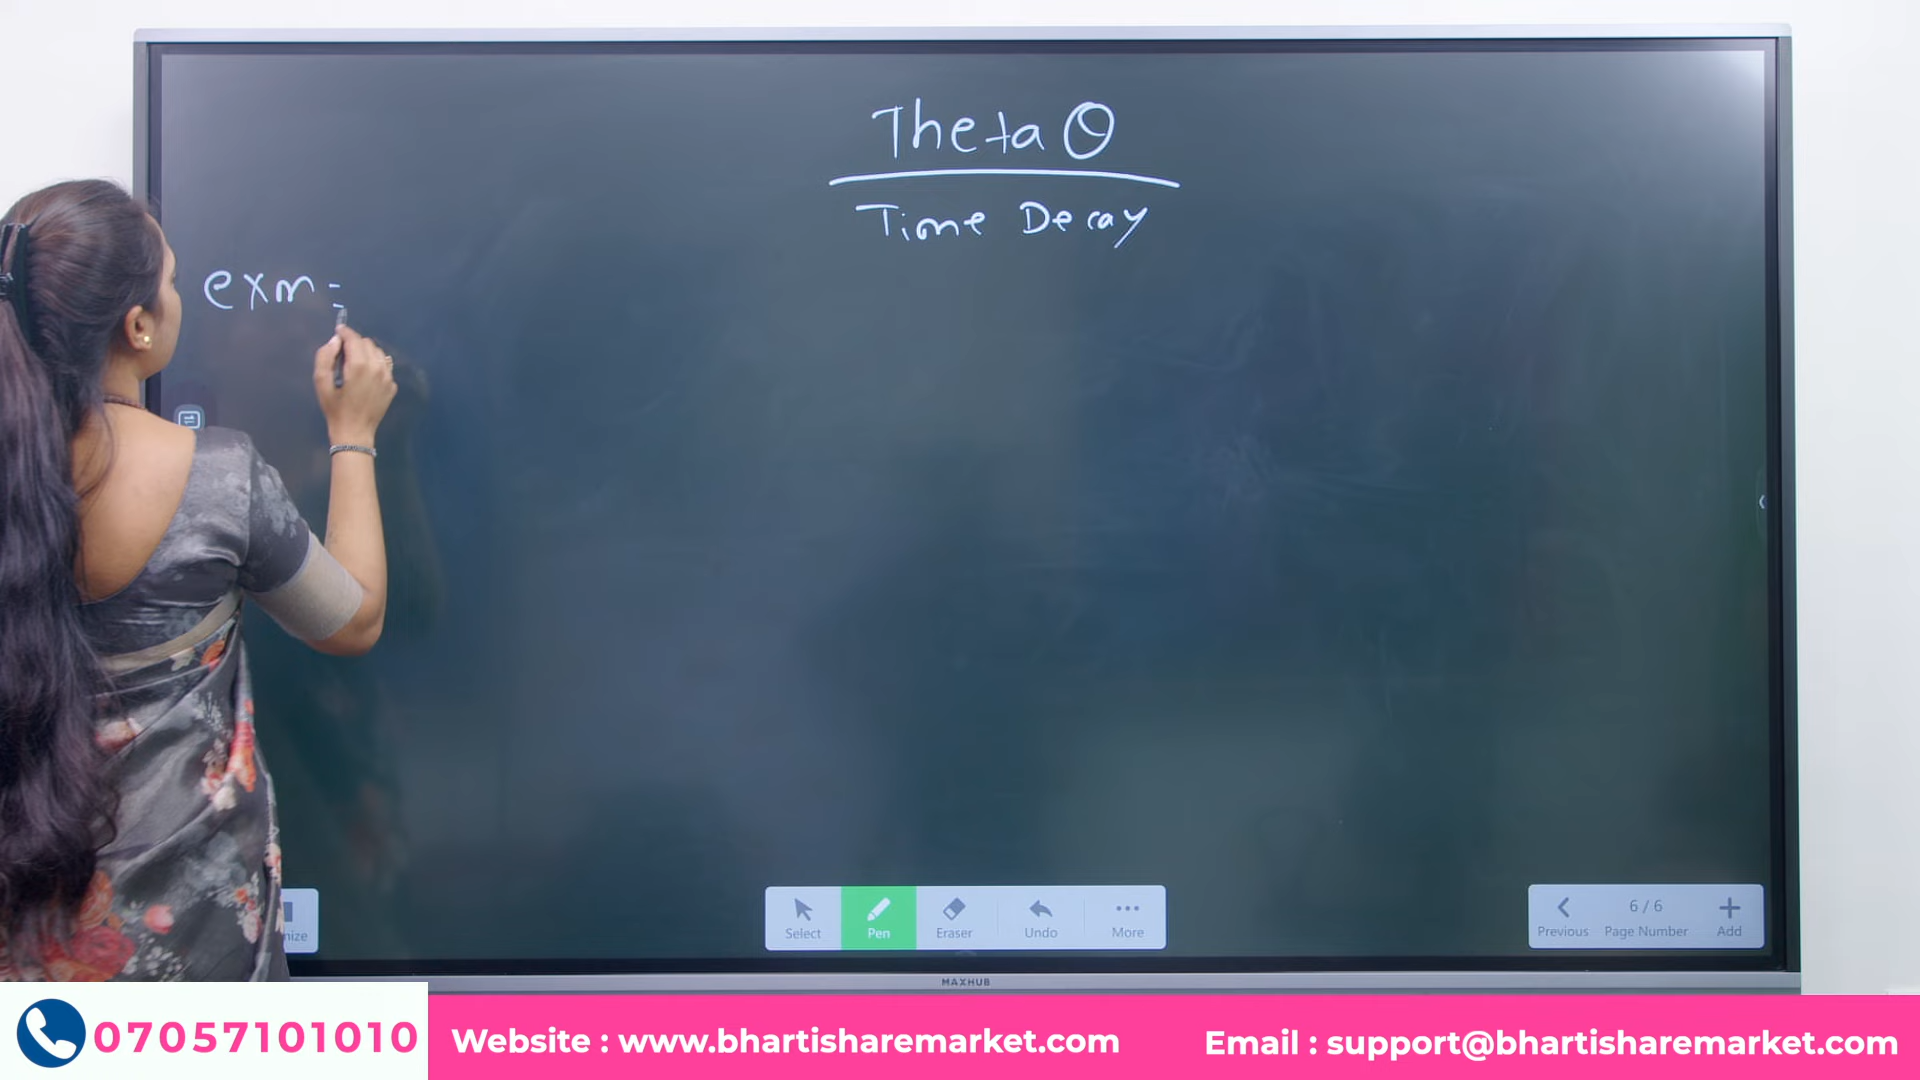 Theta θ
Time Decay
exm :
nize
Select
Pen
Eraser
Undo
More
6 / 6
Previous
Page Number
Add
MAXHUB
07057101010
Website : www.bhartisharemarket.com
Email : support@bhartisharemarket.com